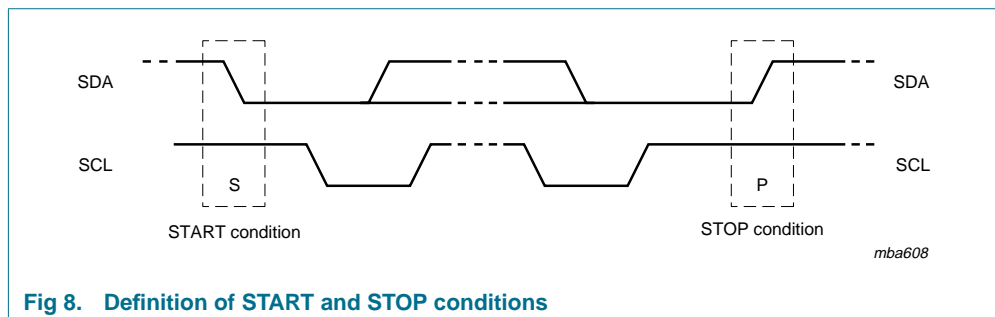 SDA SDA
SCL SCL
S P
START condition STOP condition
mba608
Fig 8. Definition of START and STOP conditions